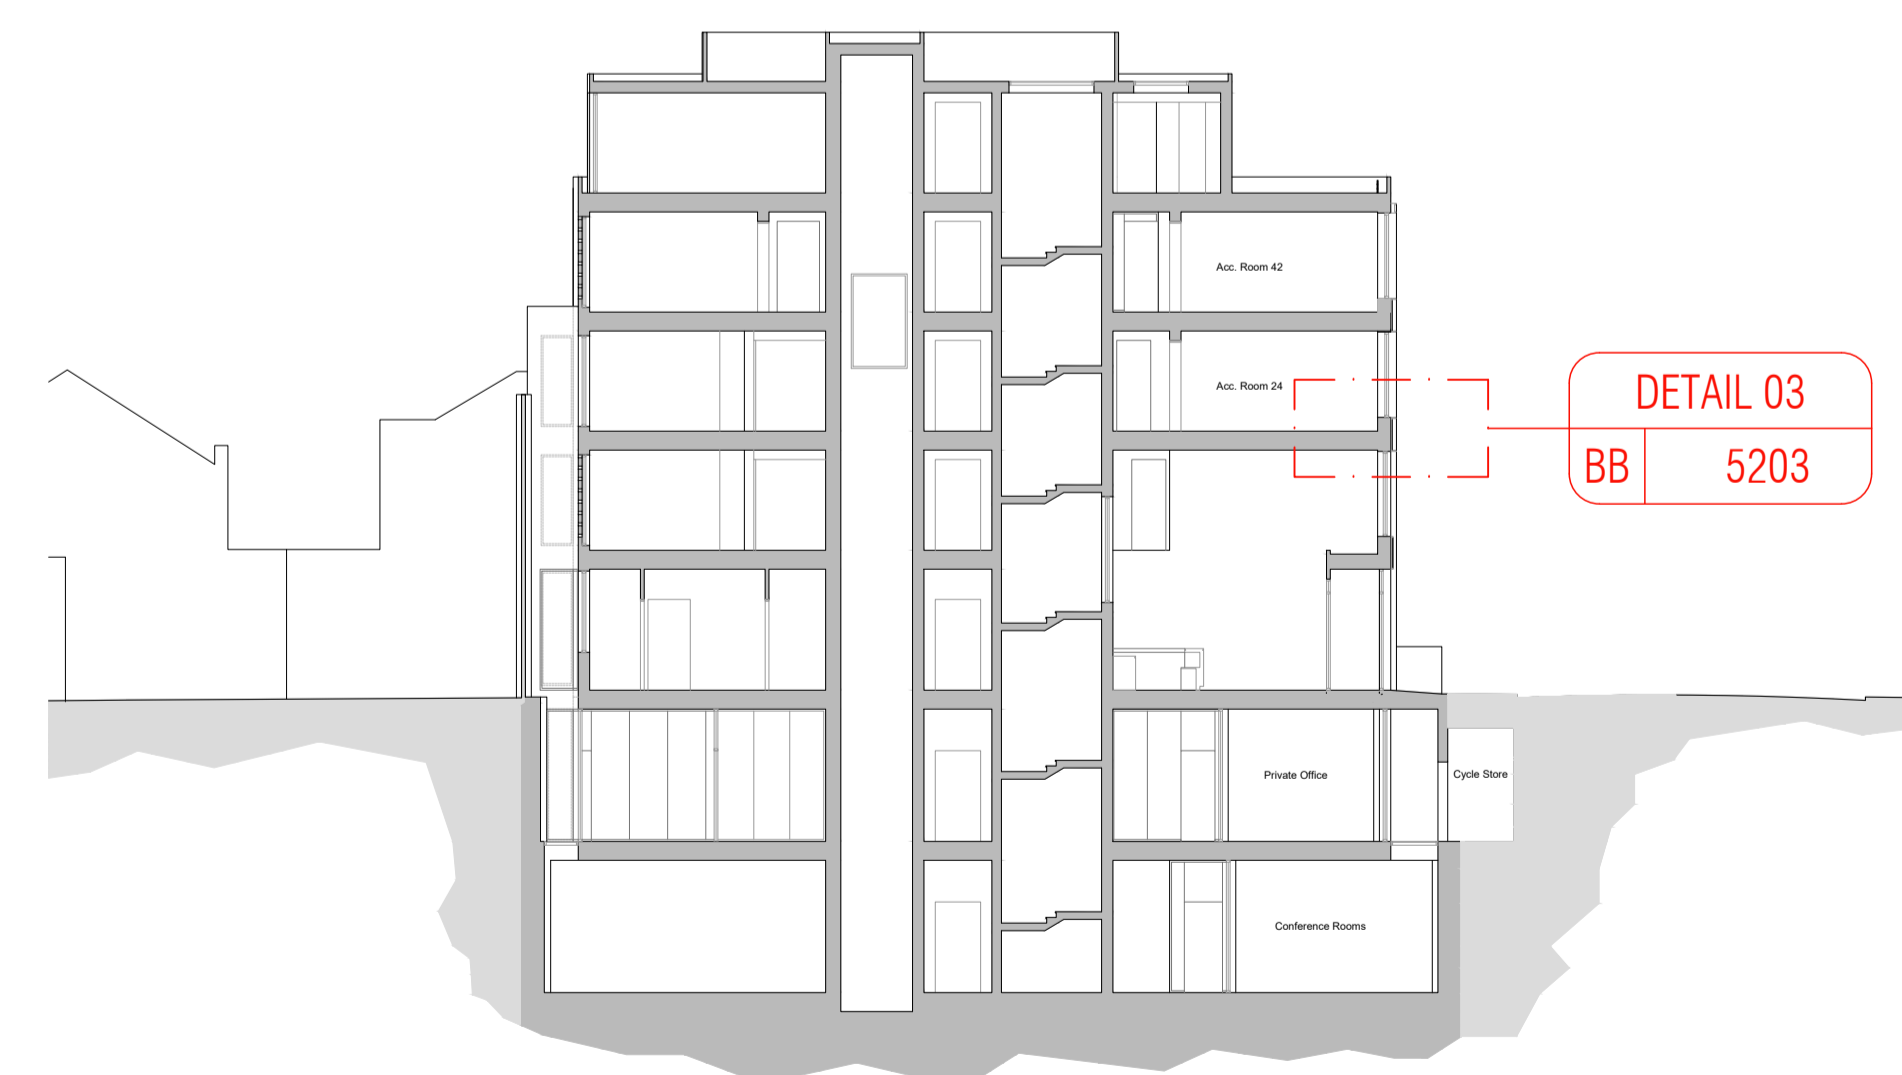 Acc. Room 42
Acc. Room 24
DETAIL 03
BB 5203
Private Office
Cycle Store
Conference Rooms